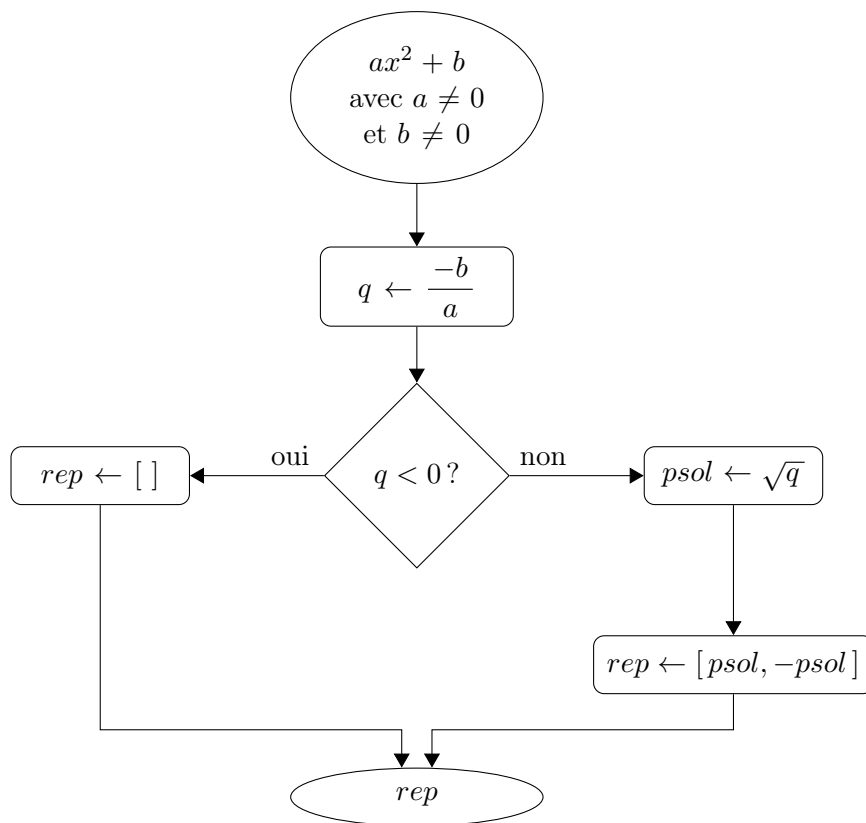 ax² + b
avec a ≠ 0
et b ≠ 0
q ← −b/a
oui
q < 0 ?
non
rep ← [ ]
psol ← √q
rep ← [ psol, −psol ]
rep